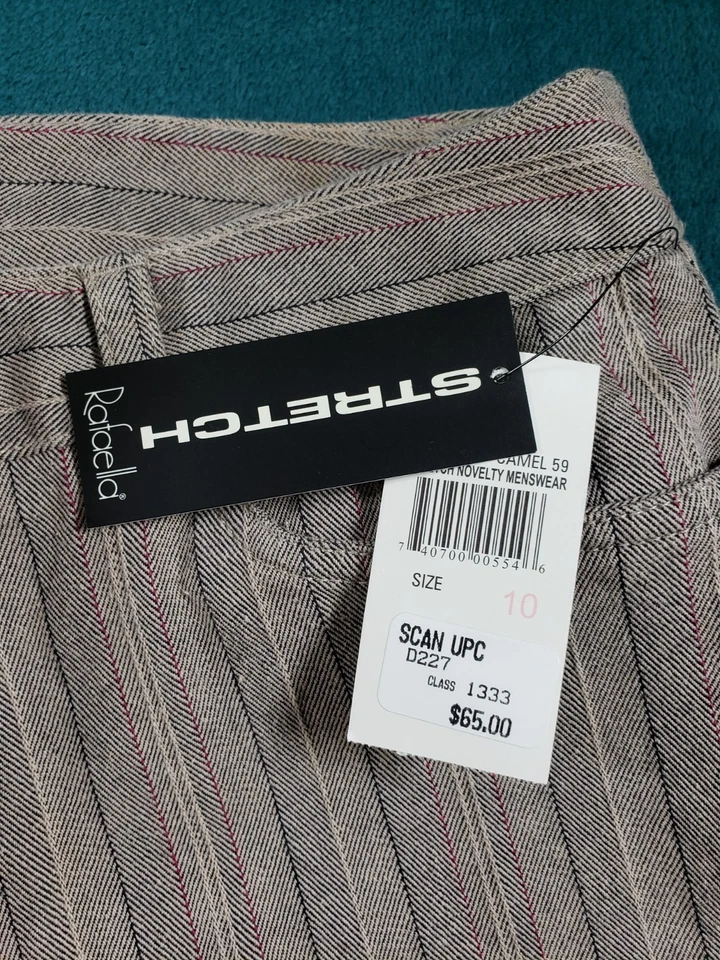 Rafaella®
STRETCH
CAMEL 59
NOVELTY MENSWEAR
7 40700 00554 6
SIZE
10
SCAN UPC
D227
CLASS 1333
$65.00